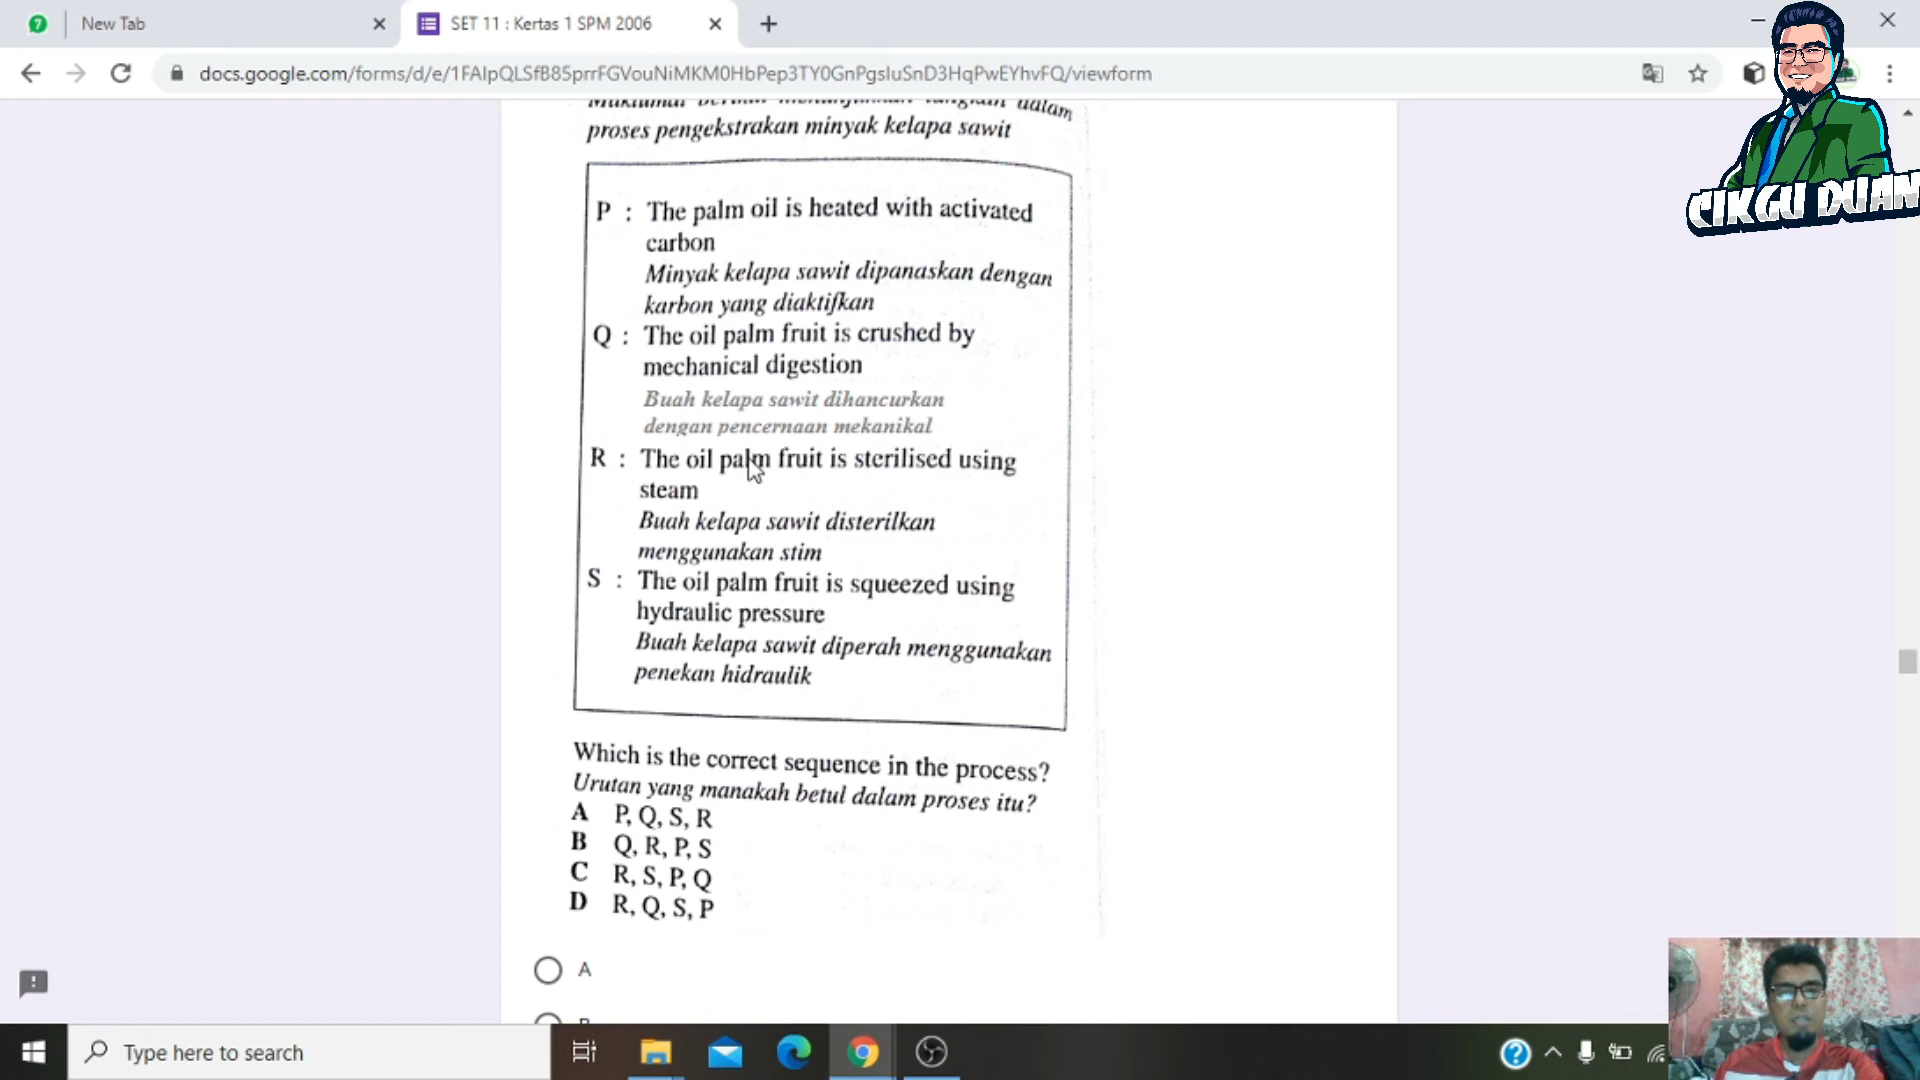 New Tab
SET 11 : Kertas 1 SPM 2006
docs.google.com/forms/d/e/1FAIpQLSfB85prrFGVouNiMKM0HbPep3TY0GnPgsIuSnD3HqPwEYhvFQ/viewform
CIKGU DUAN
dalam
proses pengekstrakan minyak kelapa sawit
P : The palm oil is heated with activated
carbon
Minyak kelapa sawit dipanaskan dengan
karbon yang diaktifkan
Q : The oil palm fruit is crushed by
mechanical digestion
Buah kelapa sawit dihancurkan
dengan pencernaan mekanikal
R : The oil palm fruit is sterilised using
steam
Buah kelapa sawit disterilkan
menggunakan stim
S : The oil palm fruit is squeezed using
hydraulic pressure
Buah kelapa sawit diperah menggunakan
penekan hidraulik
Which is the correct sequence in the process?
Urutan yang manakah betul dalam proses itu?
A P, Q, S, R
B Q, R, P, S
C R, S, P, Q
D R, Q, S, P
A
Type here to search